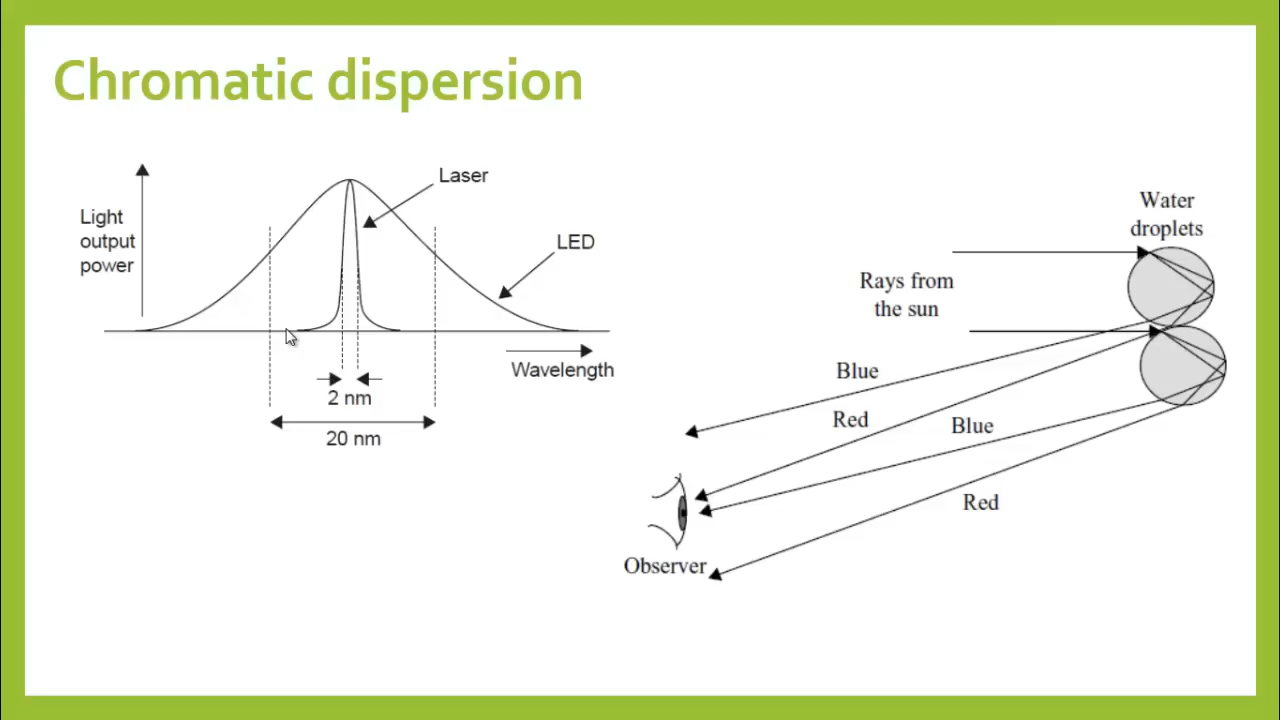 Chromatic dispersion
Light
output
power
Laser
LED
Wavelength
2 nm
20 nm
Water
droplets
Rays from
the sun
Blue
Red
Blue
Red
Observer